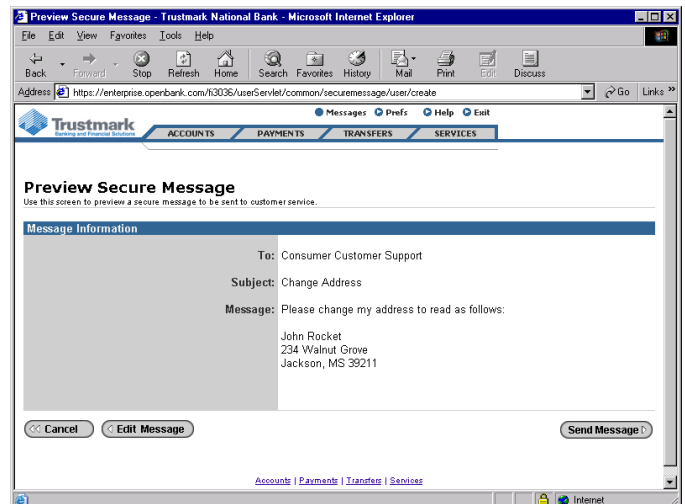 Preview Secure Message - Trustmark National Bank - Microsoft Internet Explorer
File Edit View Favorites Tools Help
Back Forward Stop Refresh Home Search Favorites History Mail Print Edit Discuss
Address https://enterprise.openbank.com/fi3036/userServlet/common/securemessage/user/create Go Links »
Messages Prefs Help Exit
Trustmark
Banking and Financial Solutions
ACCOUNTS PAYMENTS TRANSFERS SERVICES
Preview Secure Message
Use this screen to preview a secure message to be sent to customer service.
Message Information
To: Consumer Customer Support
Subject: Change Address
Message: Please change my address to read as follows:
John Rocket
234 Walnut Grove
Jackson, MS 39211
Cancel Edit Message Send Message
Accounts | Payments | Transfers | Services
Internet